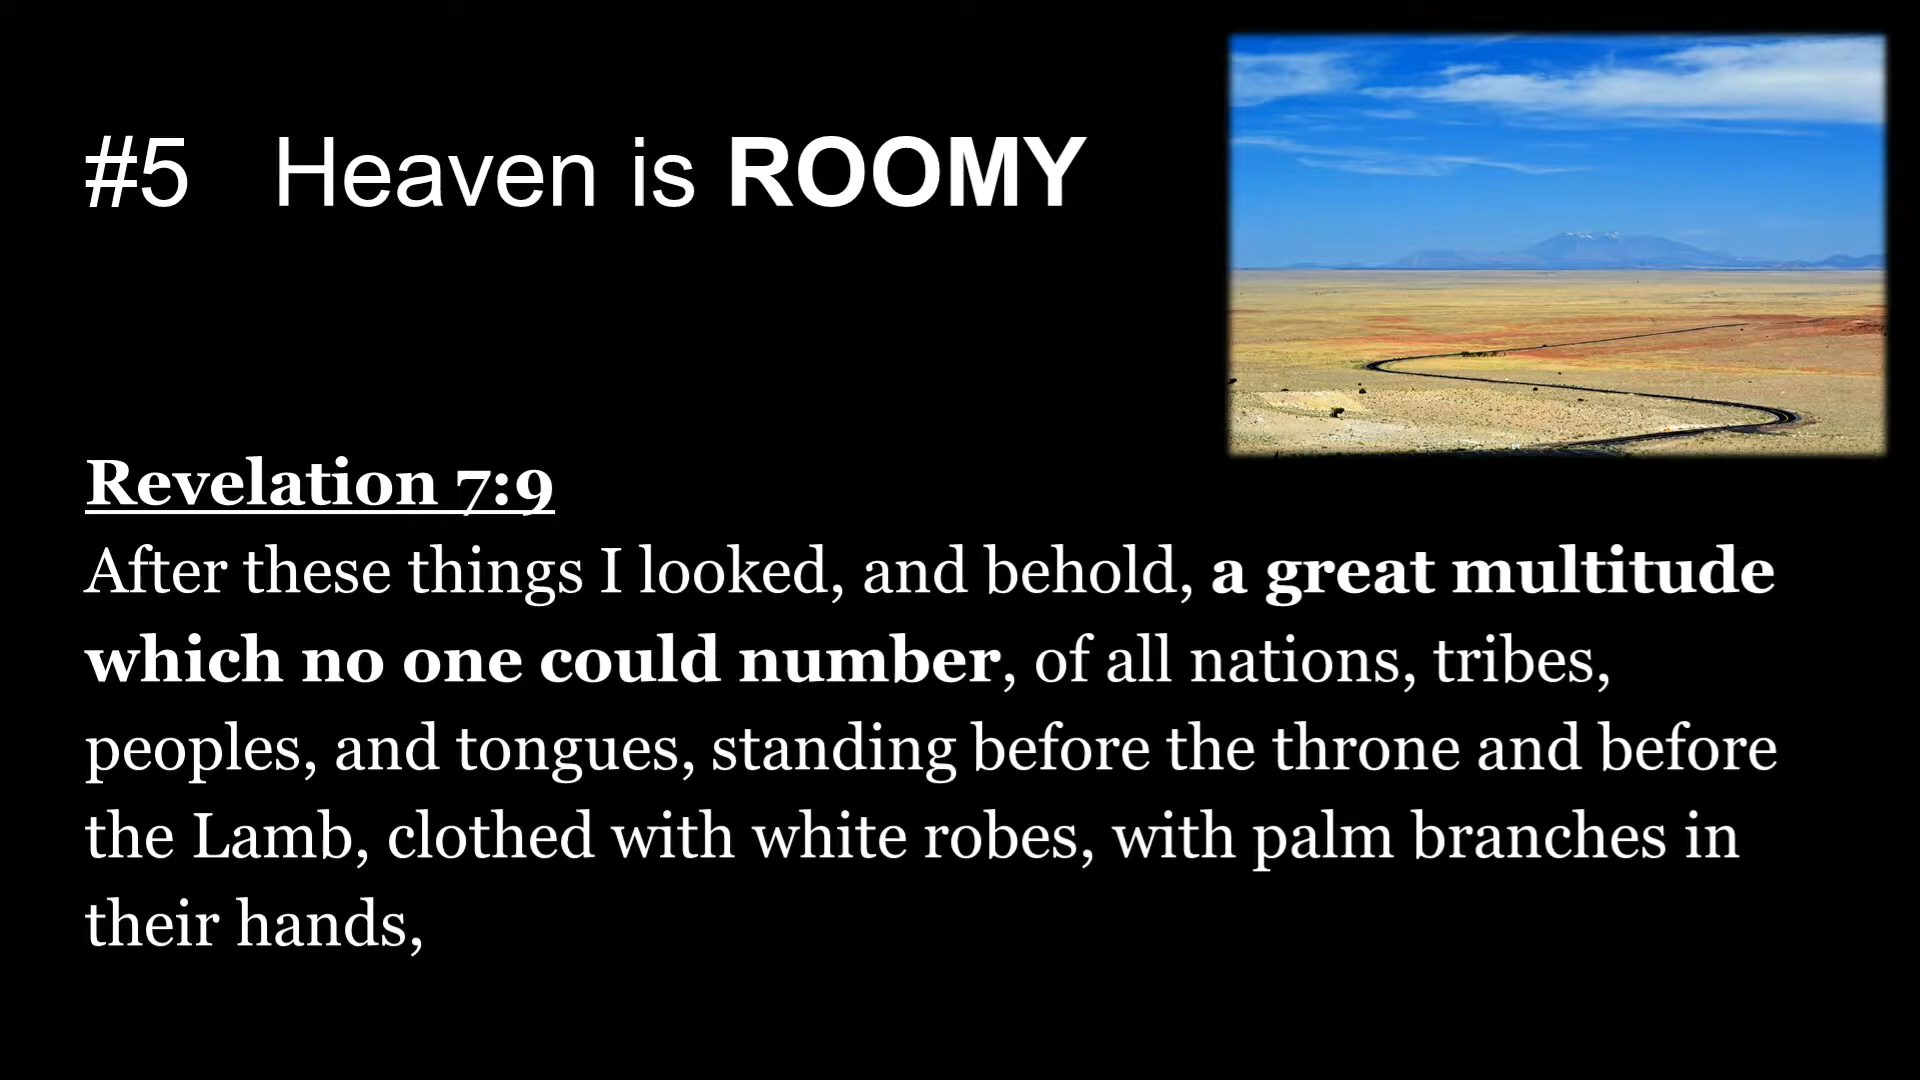 #5 Heaven is ROOMY
Revelation 7:9
After these things I looked, and behold, a great multitude
which no one could number, of all nations, tribes,
peoples, and tongues, standing before the throne and before
the Lamb, clothed with white robes, with palm branches in
their hands,